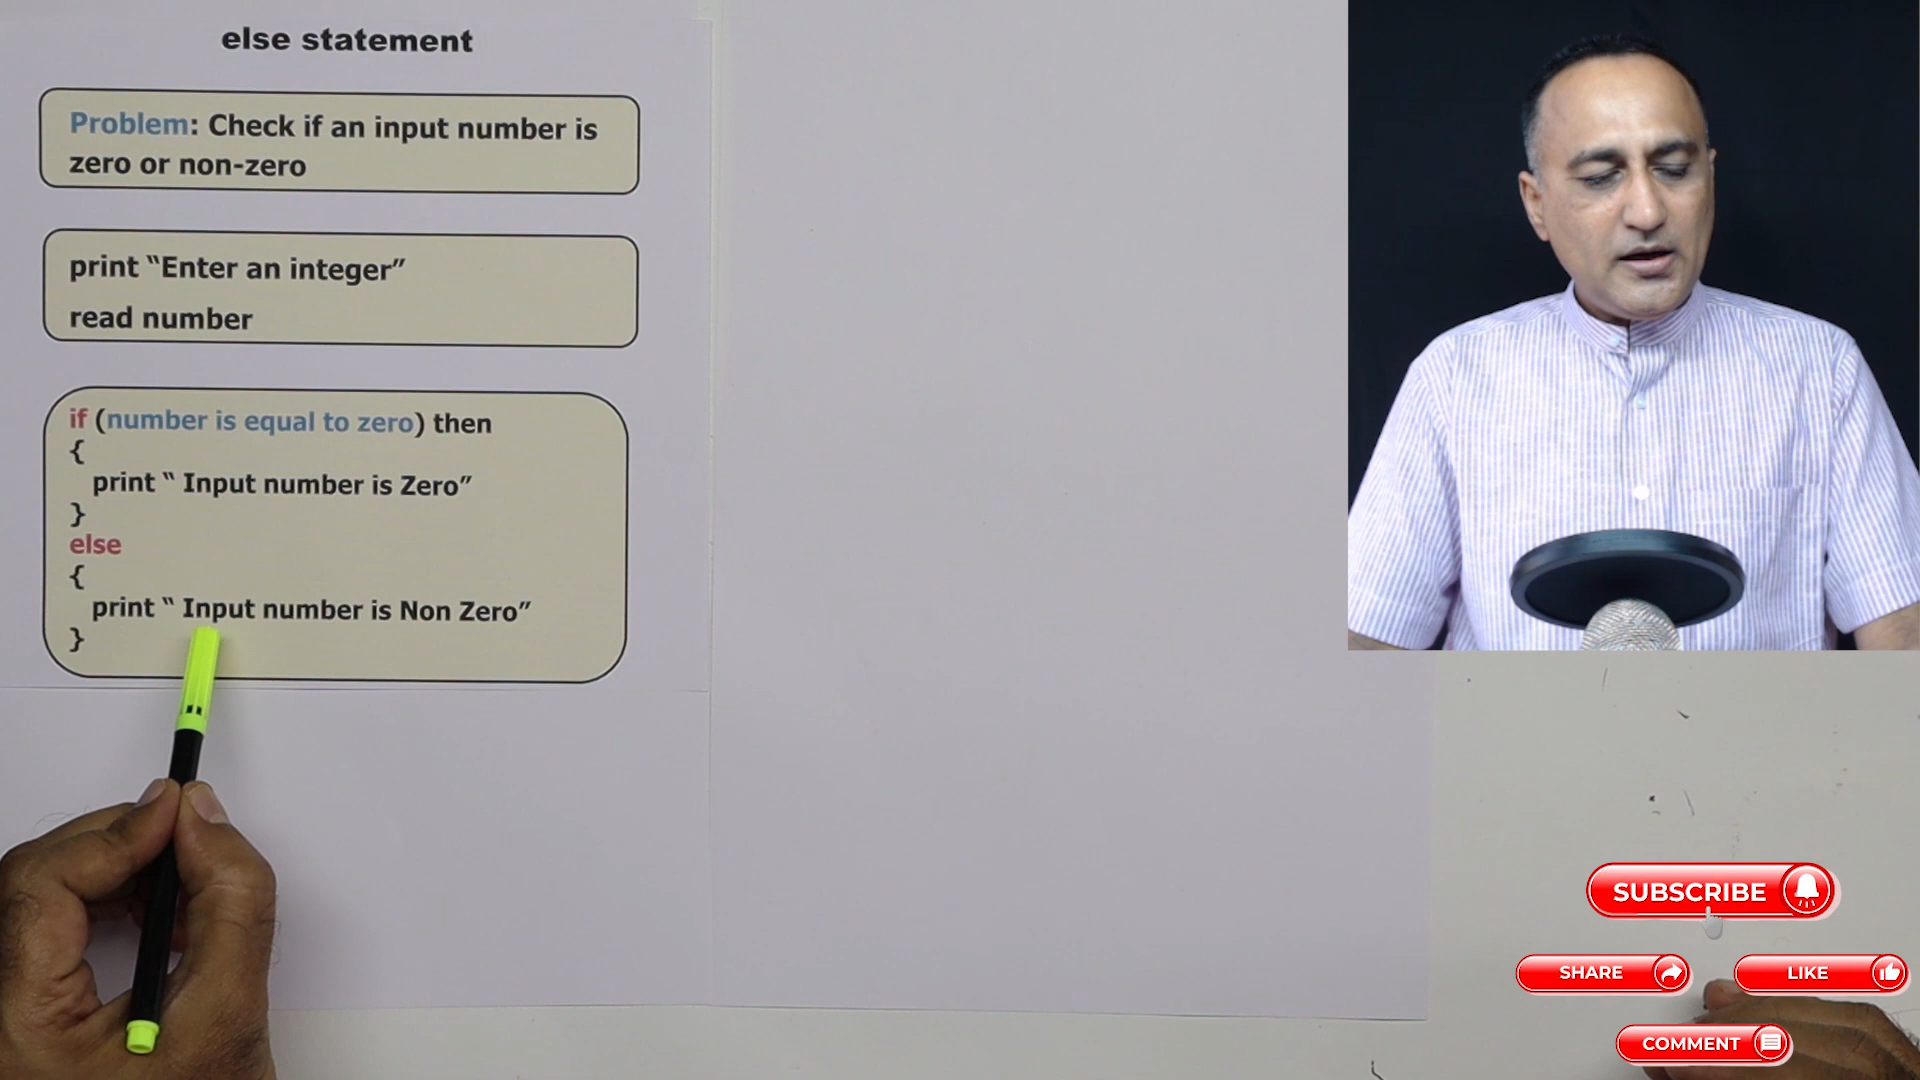 else statement
Problem: Check if an input number is
zero or non-zero
print “Enter an integer”
read number
if (number is equal to zero) then
{
print “ Input number is Zero”
}
else
{
print “ Input number is Non Zero”
}
SUBSCRIBE
SHARE
LIKE
COMMENT